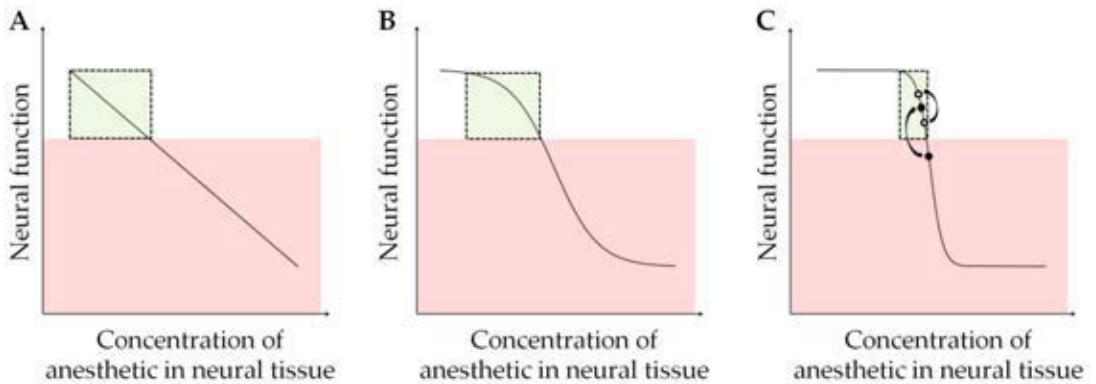 A
Neural function
Concentration of
anesthetic in neural tissue
B
Neural function
Concentration of
anesthetic in neural tissue
C
Neural function
Concentration of
anesthetic in neural tissue